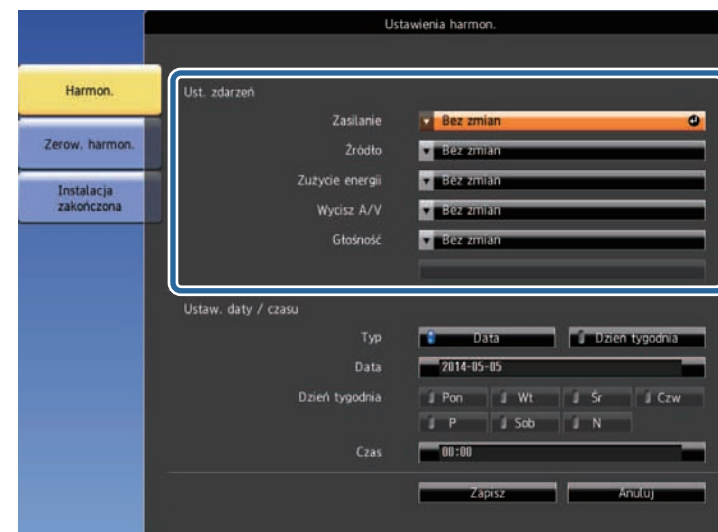 Ustawienia harmon.
Harmon.
Zerow. harmon.
Instalacja
zakończona
Ust. zdarzeń
Zasilanie Bez zmian
Źródło Bez zmian
Zużycie energii Bez zmian
Wycisz A/V Bez zmian
Głośność Bez zmian
Ustaw. daty / czasu
Typ Data Dzień tygodnia
Data 2014-05-05
Dzień tygodnia Pon Wt Śr Czw
P Sob N
Czas 00:00
Zapisz Anuluj